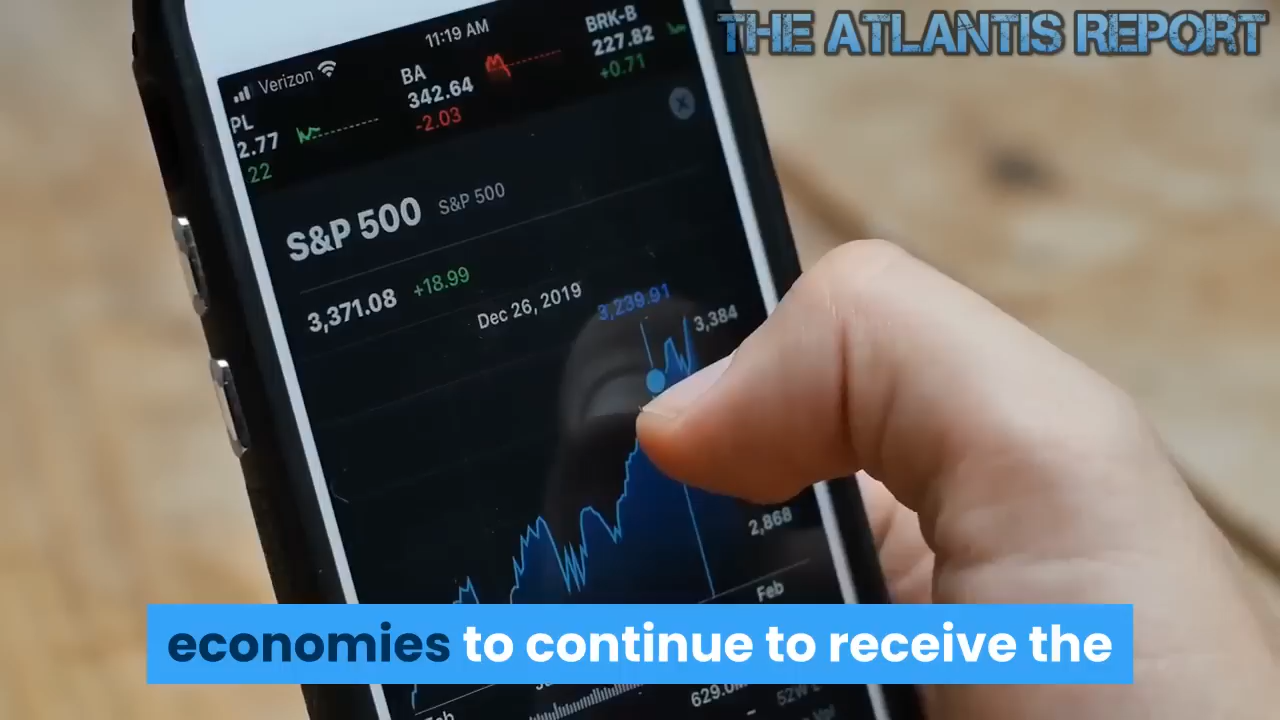 THE ATLANTIS REPORT
Verizon 11:19 AM
PL
2.77
22
BA
342.64
-2.03
BRK-B
227.82
+0.71
S&P 500 S&P 500
3,371.08 +18.99
Dec 26, 2019 3,239.91
3,384
2,868
Feb
economies to continue to receive the